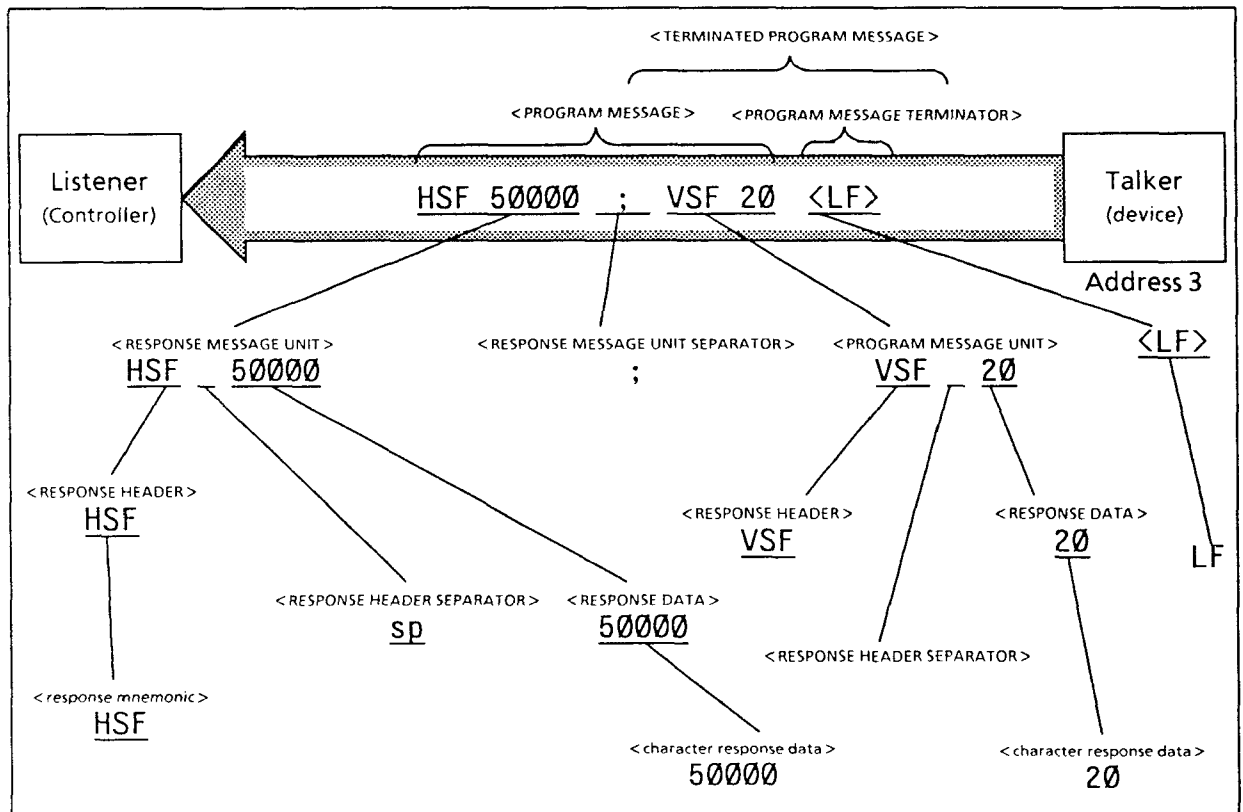 <TERMINATED PROGRAM MESSAGE>
<PROGRAM MESSAGE> <PROGRAM MESSAGE TERMINATOR>
Listener
(Controller)
HSF 50000 ; VSF 20 <LF>
Talker
(device)
Address 3
<RESPONSE MESSAGE UNIT> <RESPONSE MESSAGE UNIT SEPARATOR> <PROGRAM MESSAGE UNIT> <LF>
HSF 50000 ; VSF 20
<RESPONSE HEADER> <RESPONSE HEADER> <RESPONSE DATA>
HSF VSF 20 LF
<RESPONSE HEADER SEPARATOR> <RESPONSE DATA>
sp 50000
<RESPONSE HEADER SEPARATOR>
<response mnemonic>
HSF
<character response data> <character response data>
50000 20